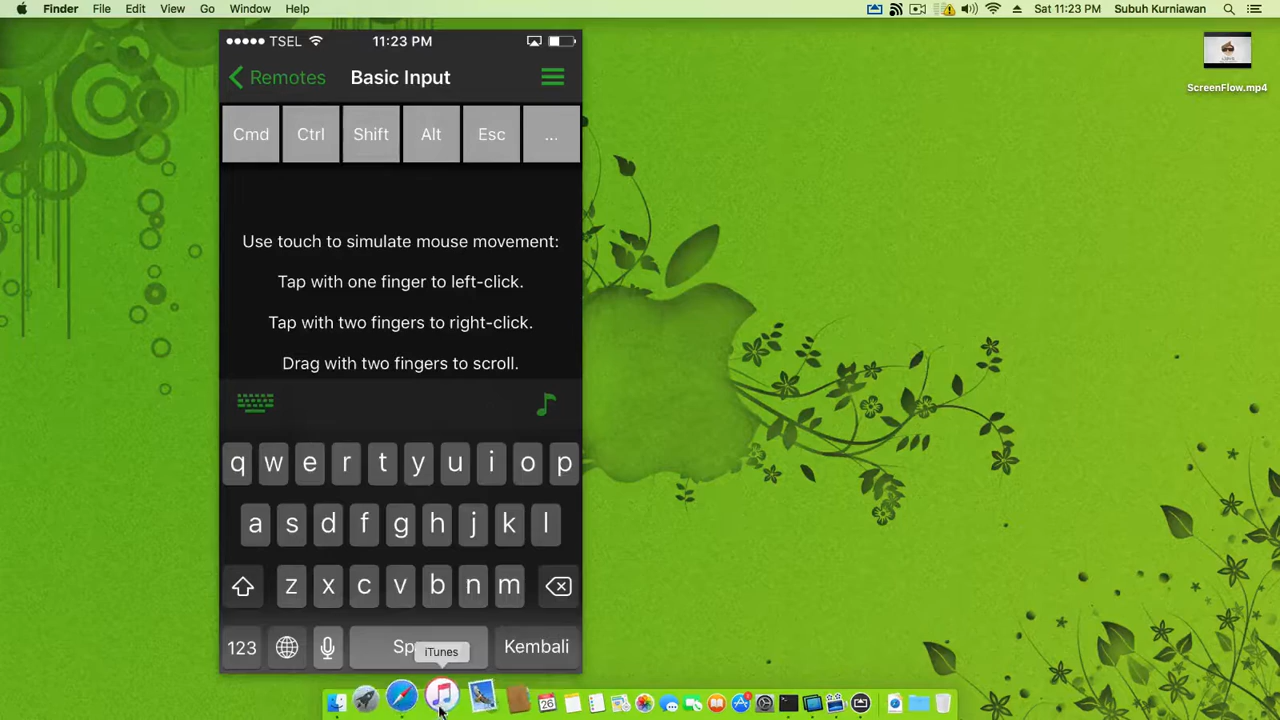 Finder File Edit View Go Window Help
Sat 11:23 PM Subuh Kurniawan
ScreenFlow.mp4
TSEL 11:23 PM
Remotes Basic Input
Cmd Ctrl Shift Alt Esc ...
Use touch to simulate mouse movement:
Tap with one finger to left-click.
Tap with two fingers to right-click.
Drag with two fingers to scroll.
q w e r t y u i o p
a s d f g h j k l
z x c v b n m
123 Sp Kembali
iTunes
26